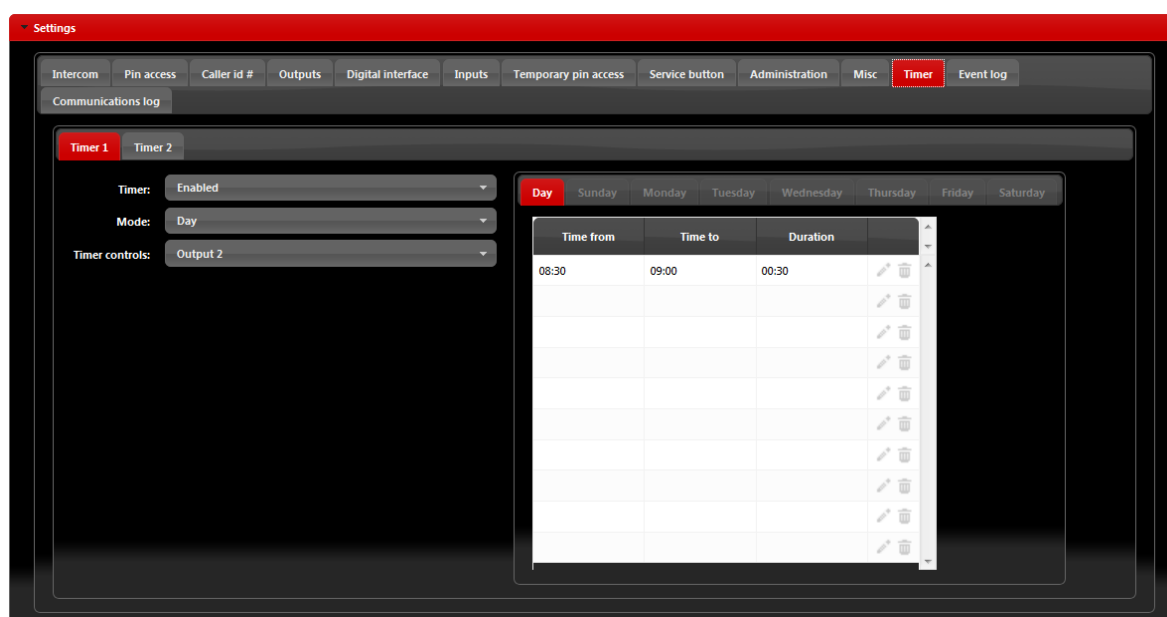 Settings
Intercom Pin access Caller id # Outputs Digital interface Inputs Temporary pin access Service button Administration Misc Timer Event log
Communications log
Timer 1 Timer 2
Timer: Enabled
Mode: Day
Timer controls: Output 2
Day Sunday Monday Tuesday Wednesday Thursday Friday Saturday
Time from Time to Duration
08:30 09:00 00:30